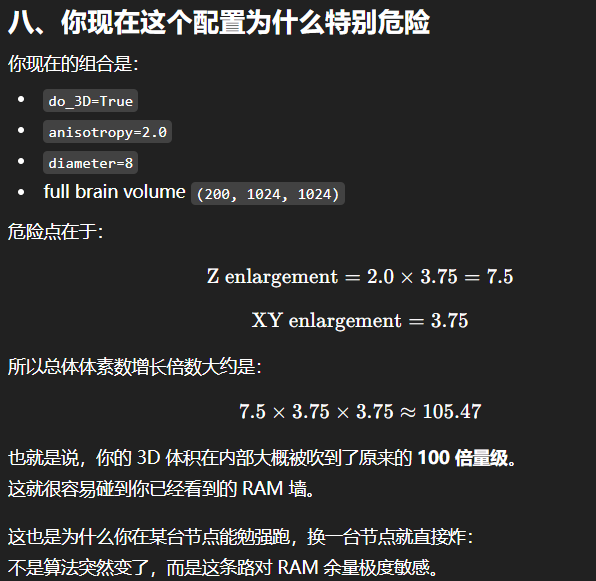 八、你现在这个配置为什么特别危险
你现在的组合是：
• do_3D=True
• anisotropy=2.0
• diameter=8
• full brain volume (200, 1024, 1024)
危险点在于：
Z enlargement = 2.0 × 3.75 = 7.5
XY enlargement = 3.75
所以总体体素数增长倍数大约是：
7.5 × 3.75 × 3.75 ≈ 105.47
也就是说，你的 3D 体积在内部大概被吹到了原来的 100 倍量级。
这就很容易碰到你已经看到的 RAM 墙。
这也是为什么你在某台节点能勉强跑，换一台节点就直接炸：
不是算法突然变了，而是这条路对 RAM 余量极度敏感。